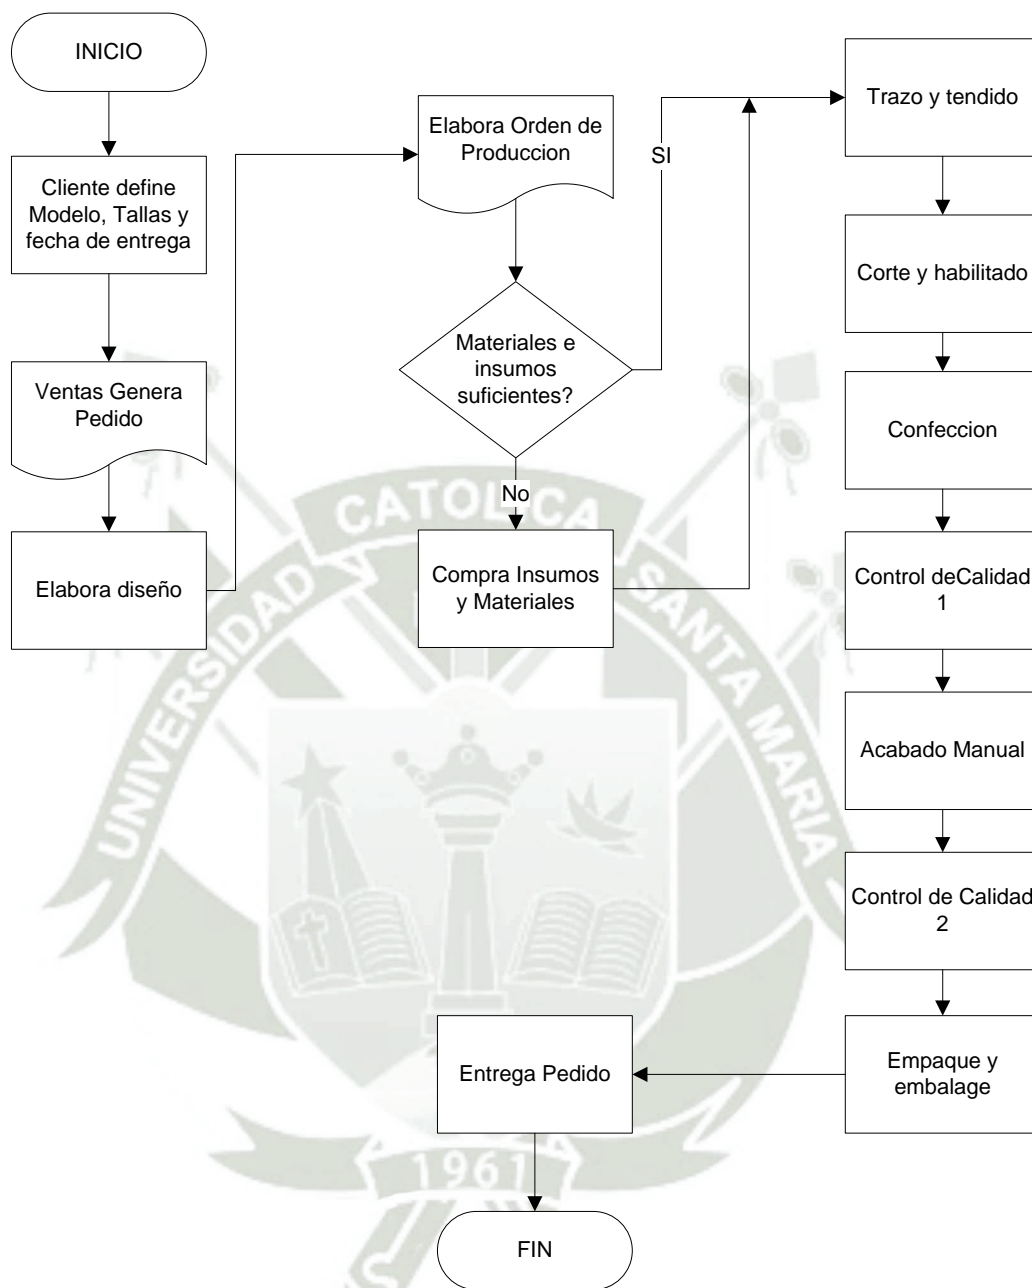 INICIO
Cliente define
Modelo, Tallas y
fecha de entrega
Ventas Genera
Pedido
Elabora diseño
Elabora Orden de
Produccion
Materiales e
insumos
suficientes?
SI
No
Compra Insumos
y Materiales
Trazo y tendido
Corte y habilitado
Confeccion
Control deCalidad
1
Acabado Manual
Control de Calidad
2
Empaque y
embalage
Entrega Pedido
FIN
UNIVERSIDAD
CATOLICA
SANTA MARIA
1961